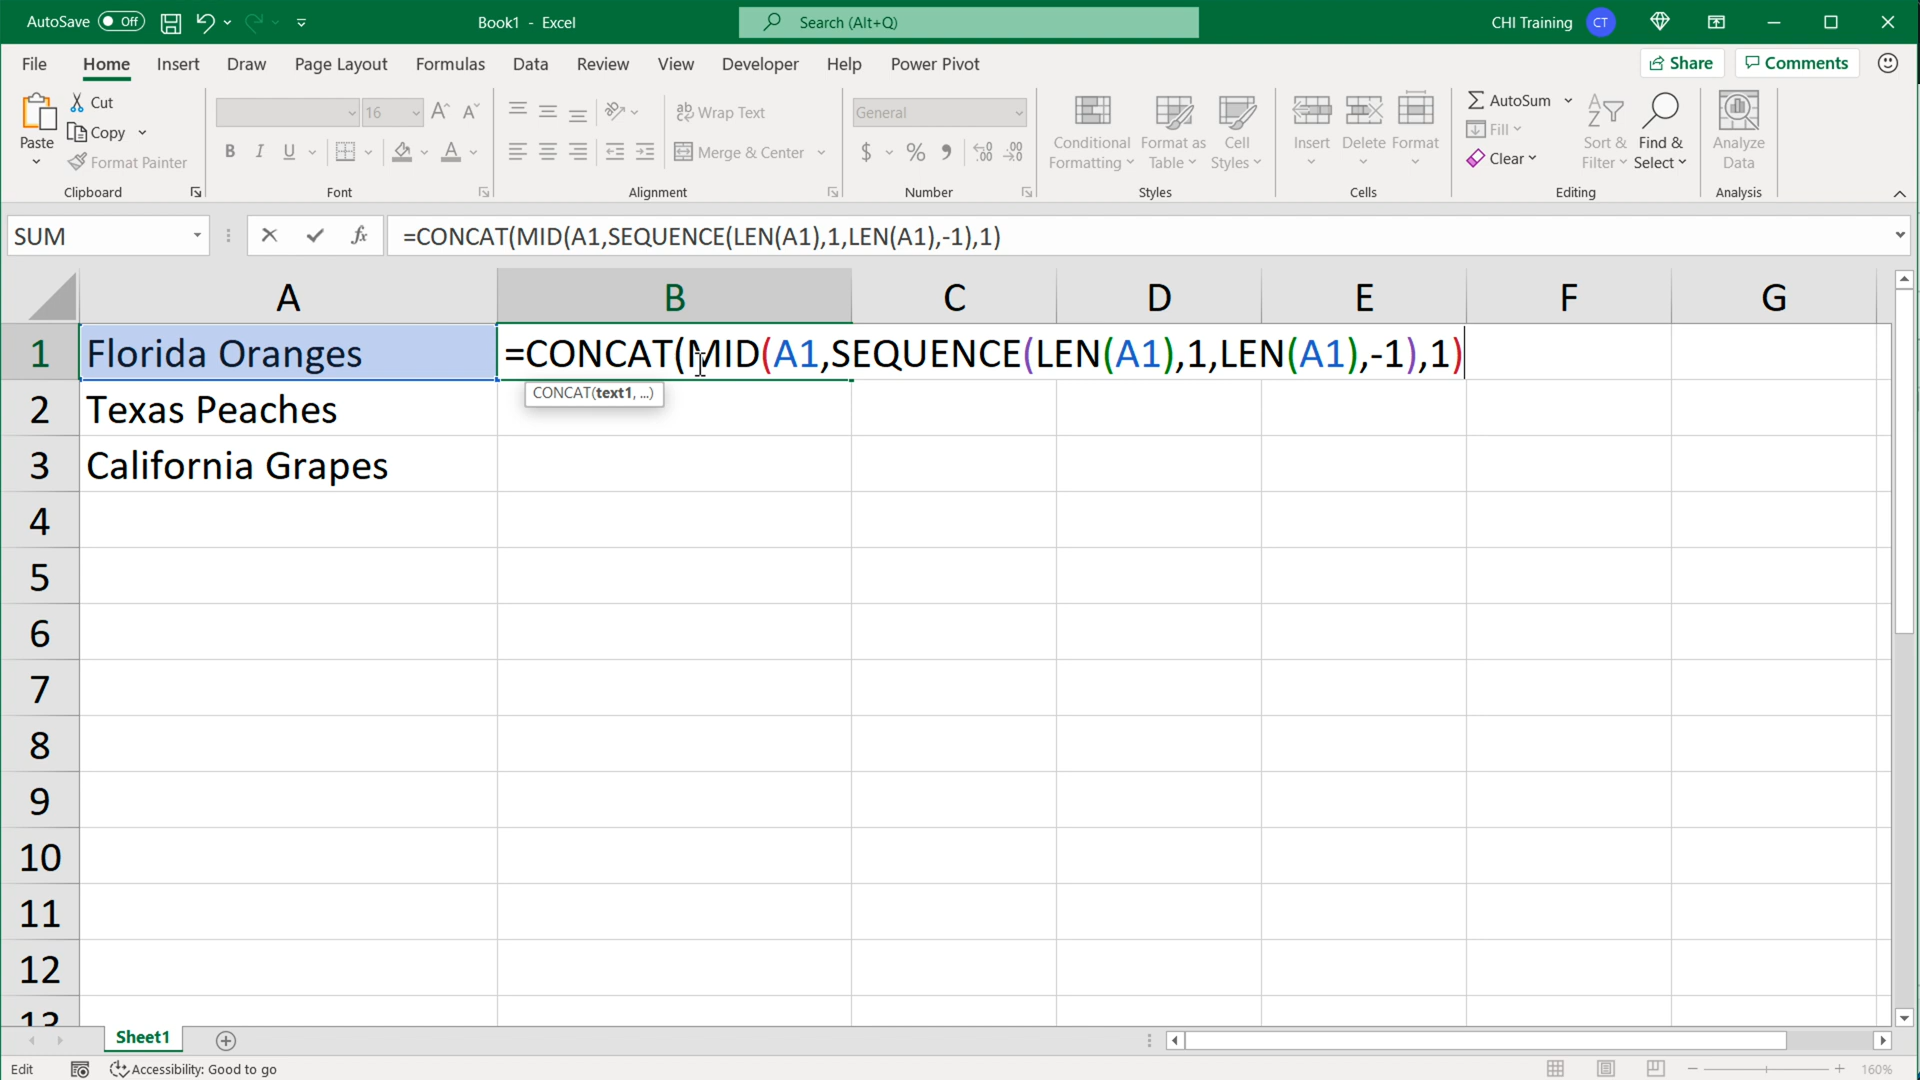 AutoSave Off
Book1 - Excel
Search (Alt+Q)
CHI Training CT
File Home Insert Draw Page Layout Formulas Data Review View Developer Help Power Pivot
Share Comments
Paste
Cut
Copy
Format Painter
Clipboard
16
B I U
Font
Wrap Text
Merge & Center
Alignment
General
$ % 9
Number
Conditional Formatting
Format as Table
Cell Styles
Styles
Insert Delete Format
Cells
AutoSum
Fill
Clear
Sort & Filter
Find & Select
Editing
Analyze Data
Analysis
SUM
fx
=CONCAT(MID(A1,SEQUENCE(LEN(A1),1,LEN(A1),-1),1)
A B C D E F G
1 Florida Oranges =CONCAT(MID(A1,SEQUENCE(LEN(A1),1,LEN(A1),-1),1)
CONCAT(text1, ...)
2 Texas Peaches
3 California Grapes
4
5
6
7
8
9
10
11
12
13
Sheet1
Edit
Accessibility: Good to go
160%